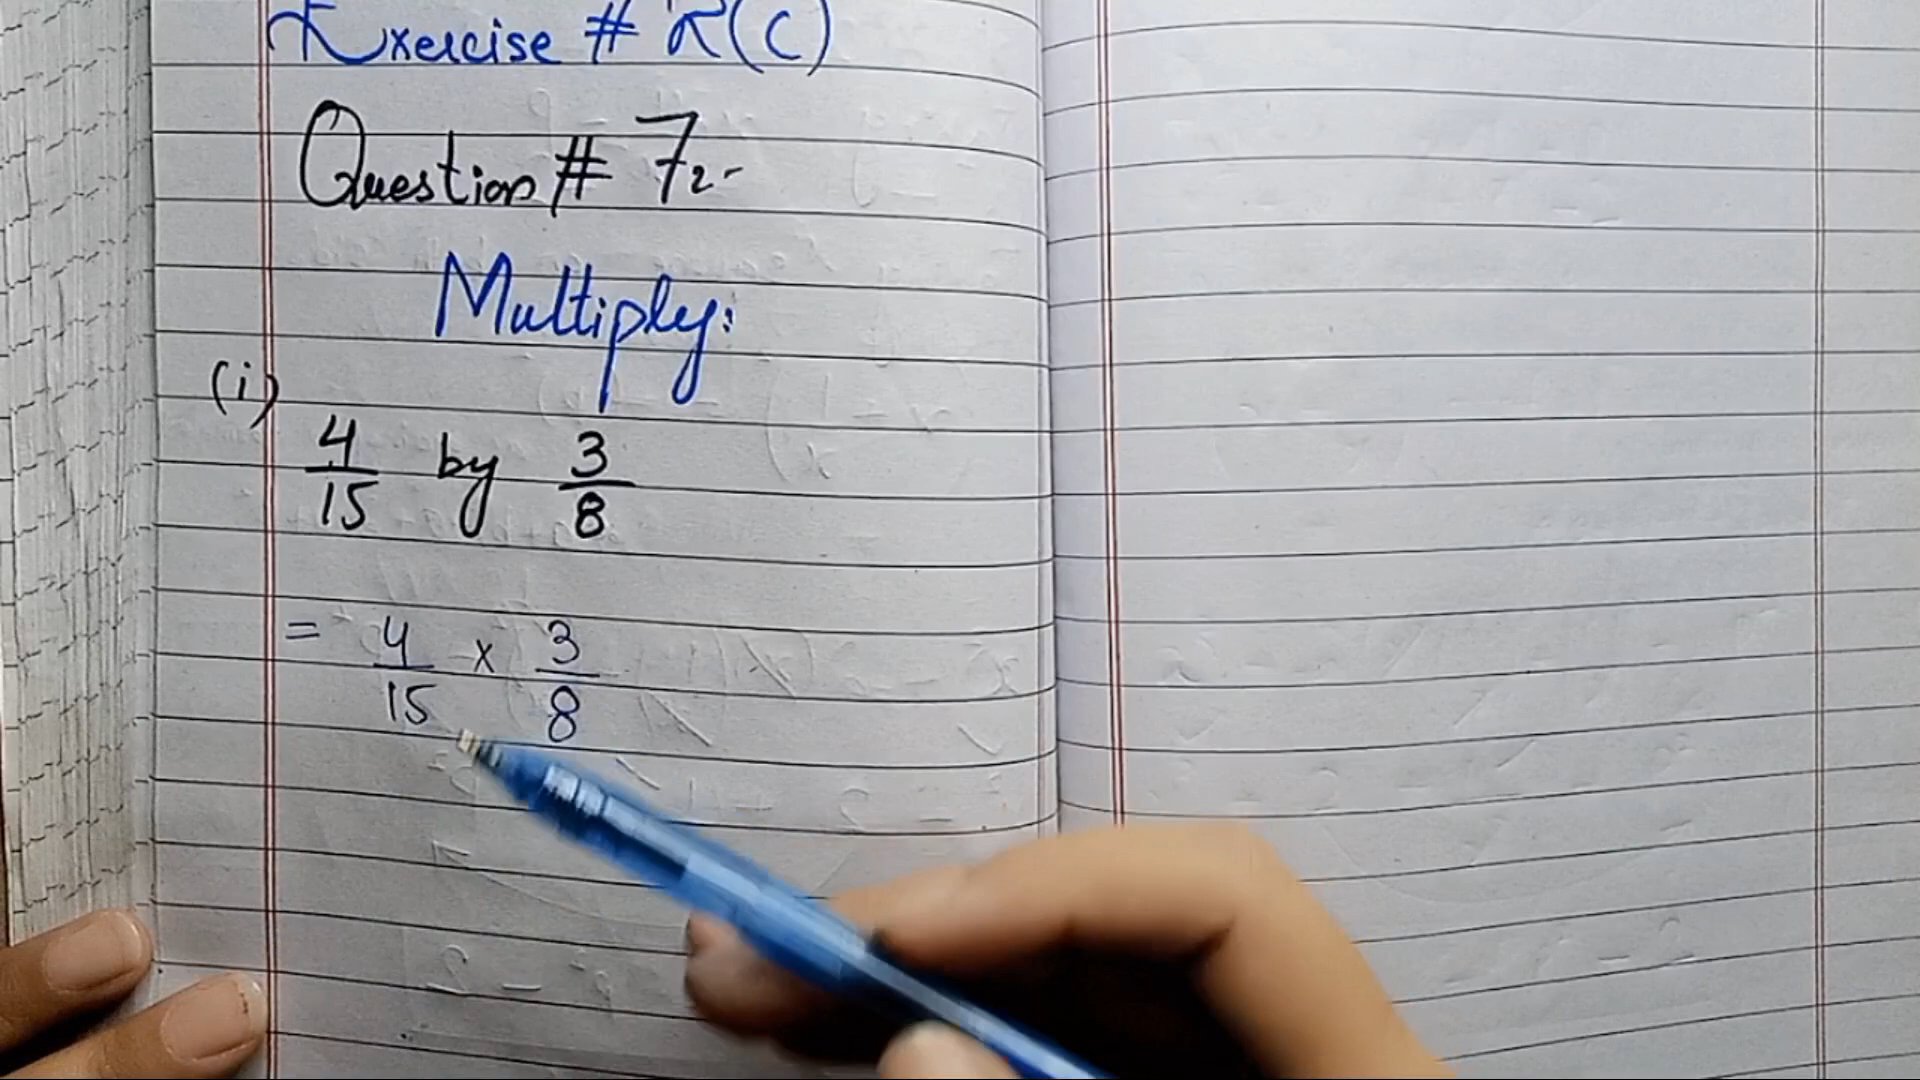 Exercise # 2(C)
Question # 7:-
Multiply:
(i)
4/15 by 3/8
= 4/15 × 3/8